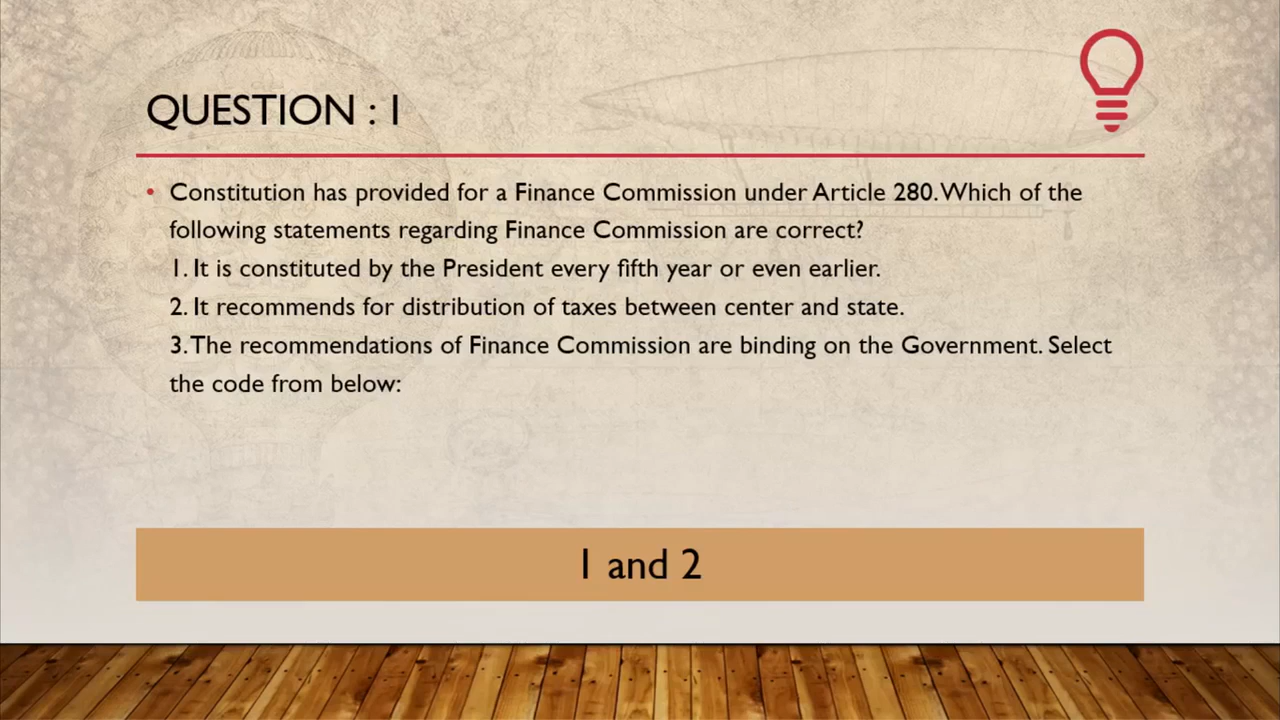 QUESTION : 1
• Constitution has provided for a Finance Commission under Article 280. Which of the
following statements regarding Finance Commission are correct?
1. It is constituted by the President every fifth year or even earlier.
2. It recommends for distribution of taxes between center and state.
3. The recommendations of Finance Commission are binding on the Government. Select
the code from below:
1 and 2